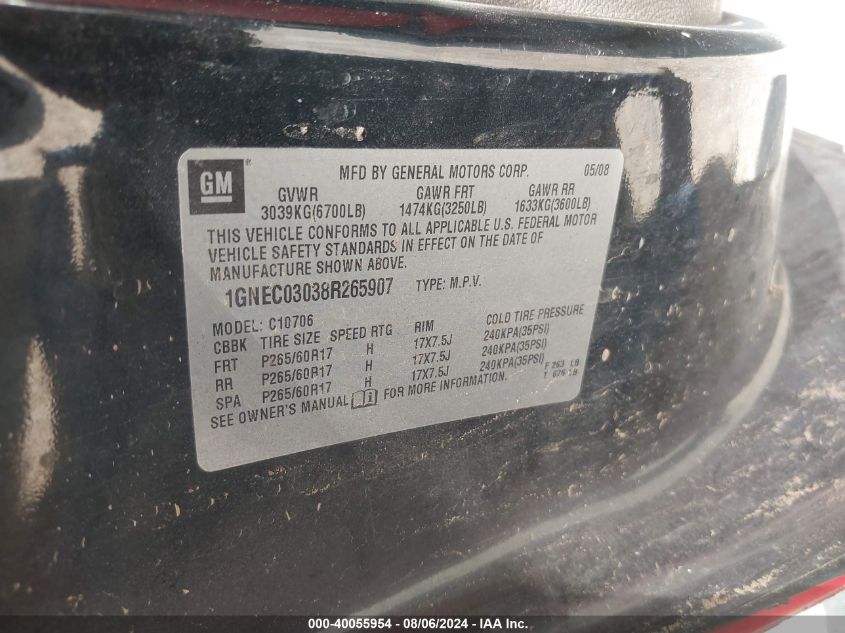 GM
MFD BY GENERAL MOTORS CORP. 05/08
GVWR GAWR FRT GAWR RR
3039KG(6700LB) 1474KG(3250LB) 1633KG(3600LB)
THIS VEHICLE CONFORMS TO ALL APPLICABLE U.S. FEDERAL MOTOR
VEHICLE SAFETY STANDARDS IN EFFECT ON THE DATE OF
MANUFACTURE SHOWN ABOVE.
1GNEC03038R265907 TYPE: M.P.V.
MODEL: C10706
CBBK TIRE SIZE SPEED RTG RIM COLD TIRE PRESSURE
FRT P265/60R17 H 17X7.5J 240KPA(35PSI)
RR P265/60R17 H 17X7.5J 240KPA(35PSI)
SPA P265/60R17 H 17X7.5J 240KPA(35PSI)
SEE OWNER'S MANUAL FOR MORE INFORMATION.
F 263 LB
T 676 LB
000-40055954 - 08/06/2024 - IAA Inc.